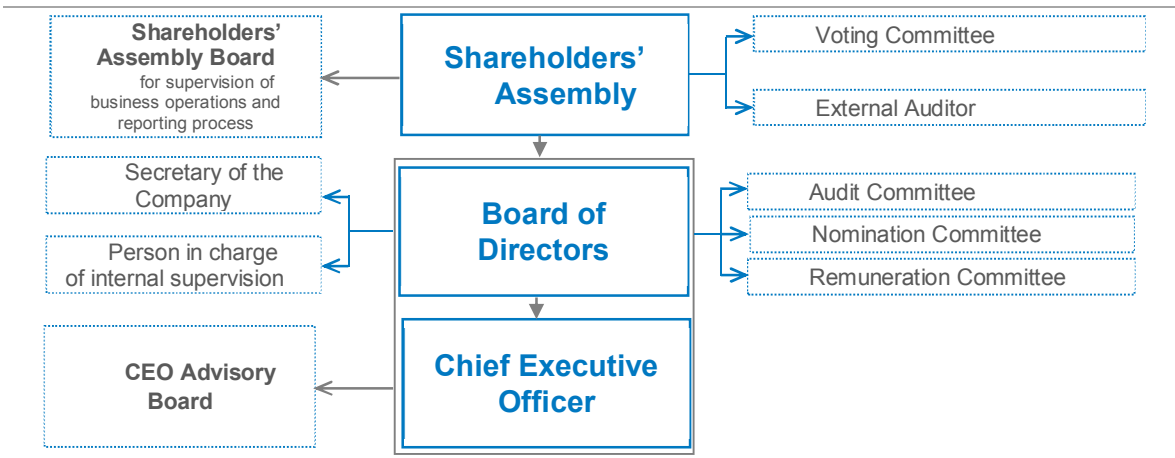 Shareholders’
Assembly Board
for supervision of
business operations and
reporting process
Shareholders’
Assembly
Voting Committee
External Auditor
Secretary of the
Company
Person in charge
of internal supervision
Board of
Directors
Audit Committee
Nomination Committee
Remuneration Committee
CEO Advisory
Board
Chief Executive
Officer